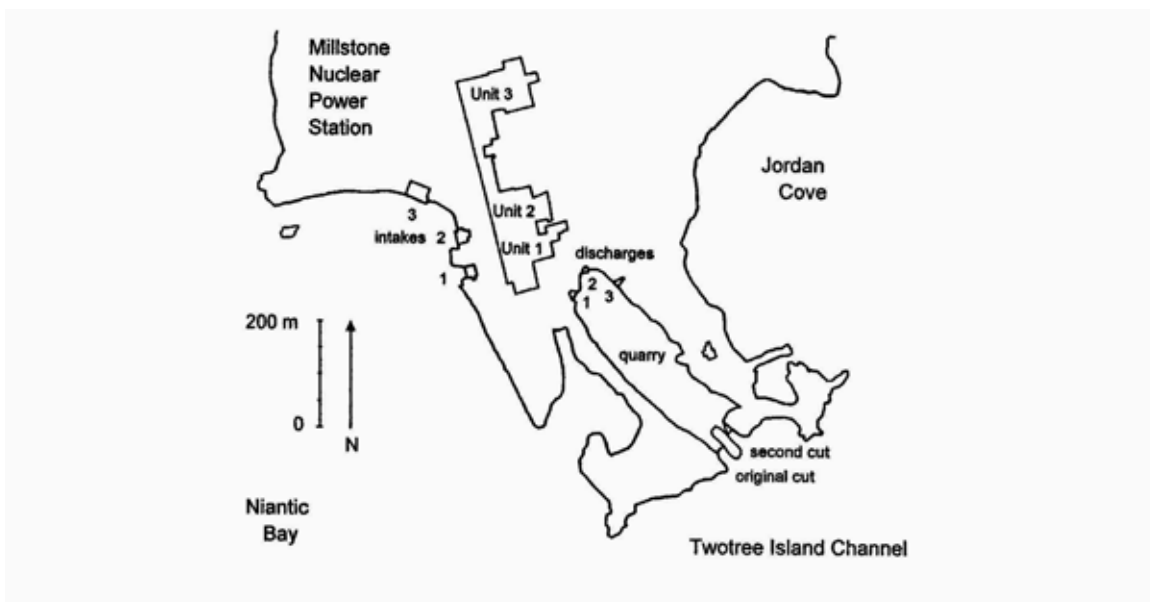 Millstone
Nuclear
Power
Station
Unit 3
Jordan
Cove
3
Unit 2
intakes 2
Unit 1
discharges
1
2
1 3
200 m
quarry
0
N
second cut
original cut
Niantic
Bay
Twotree Island Channel